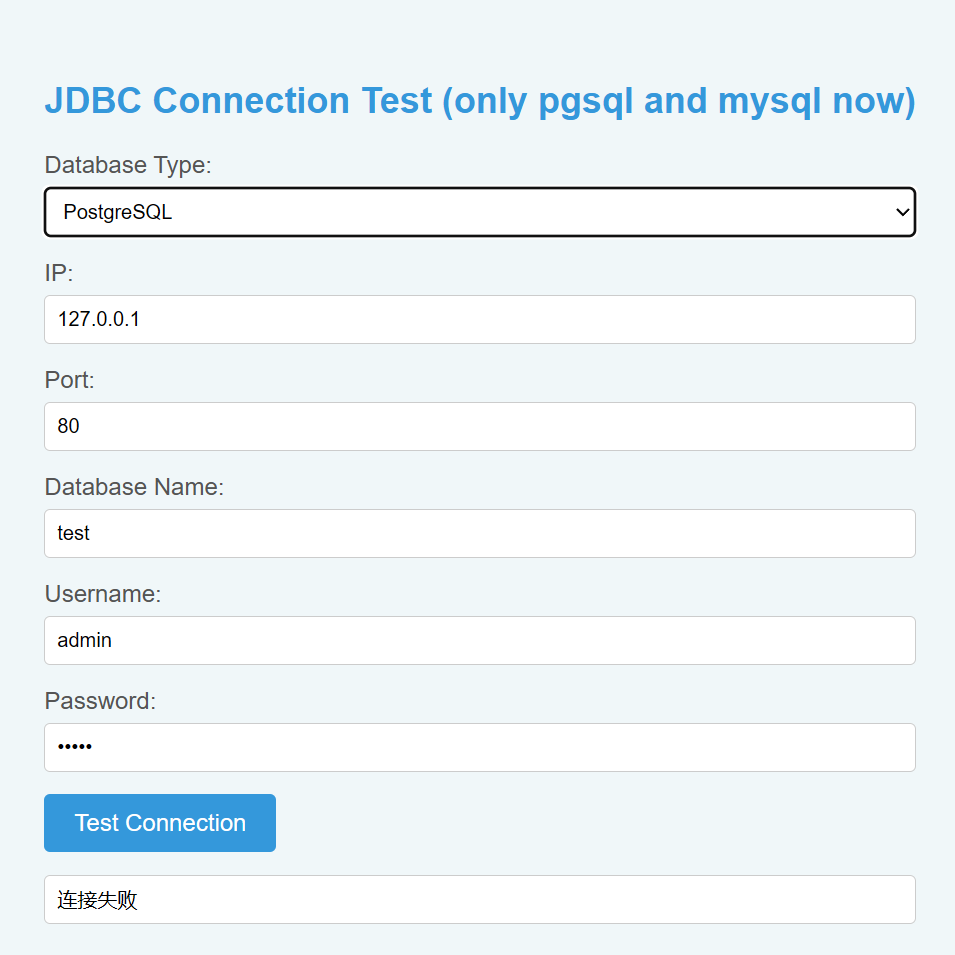 JDBC Connection Test (only pgsql and mysql now)
Database Type:
PostgreSQL
IP:
127.0.0.1
Port:
80
Database Name:
test
Username:
admin
Password:
•••••
Test Connection
连接失败